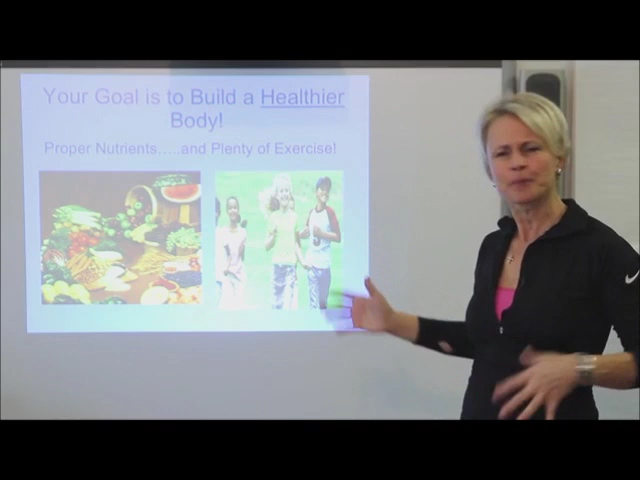 Your Goal is to Build a Healthier
Body!
Proper Nutrients.....and Plenty of Exercise!